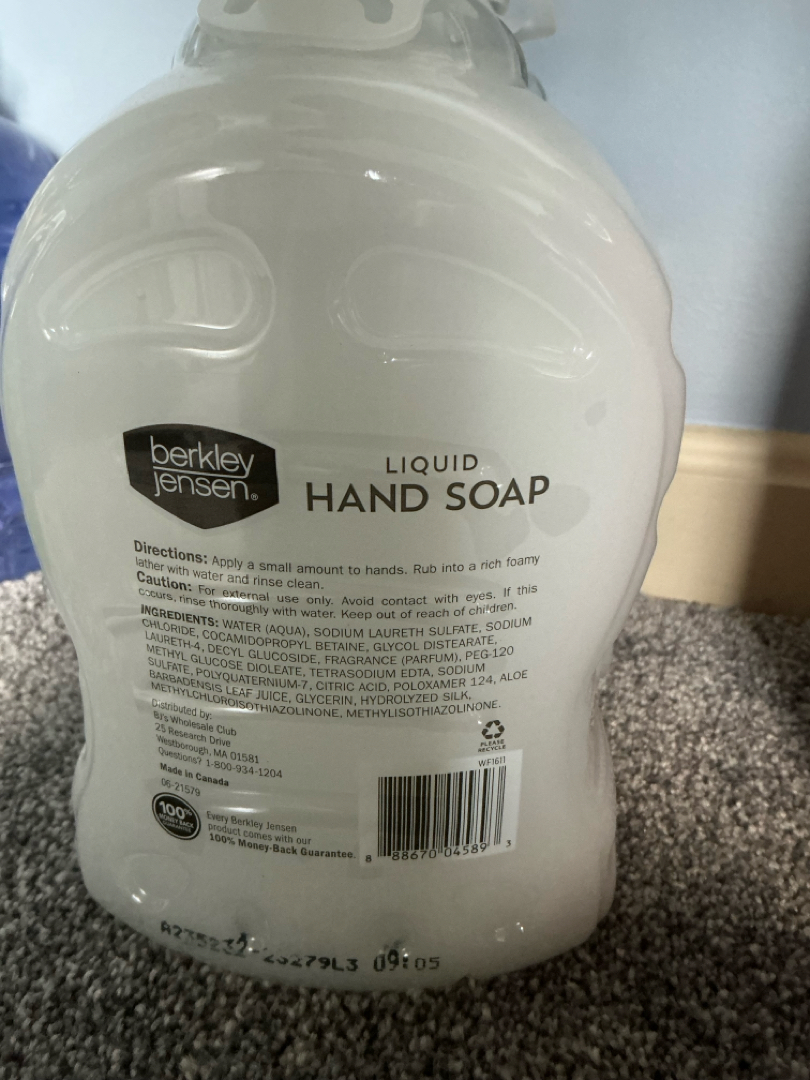 berkley
jensen®
LIQUID
HAND SOAP
Directions: Apply a small amount to hands. Rub into a rich foamy
lather with water and rinse clean.
Caution: For external use only. Avoid contact with eyes. If this
occurs, rinse thoroughly with water. Keep out of reach of children.
INGREDIENTS: WATER (AQUA), SODIUM LAURETH SULFATE, SODIUM
CHLORIDE, COCAMIDOPROPYL BETAINE, GLYCOL DISTEARATE,
LAURETH-4, DECYL GLUCOSIDE, FRAGRANCE (PARFUM), PEG-120
METHYL GLUCOSE DIOLEATE, TETRASODIUM EDTA, SODIUM
SULFATE, POLYQUATERNIUM-7, CITRIC ACID, POLOXAMER 124, ALOE
BARBADENSIS LEAF JUICE, GLYCERIN, HYDROLYZED SILK,
METHYLCHLOROISOTHIAZOLINONE, METHYLISOTHIAZOLINONE.
Distributed by:
BJ's Wholesale Club
25 Research Drive
Westborough, MA 01581
Questions? 1-800-934-1204
Made in Canada
06-21579
PLEASE
RECYCLE
WF1611
100%
MONEY BACK
GUARANTEE
Every Berkley Jensen
product comes with our
100% Money-Back Guarantee.
8 88670 04589 3
09:05